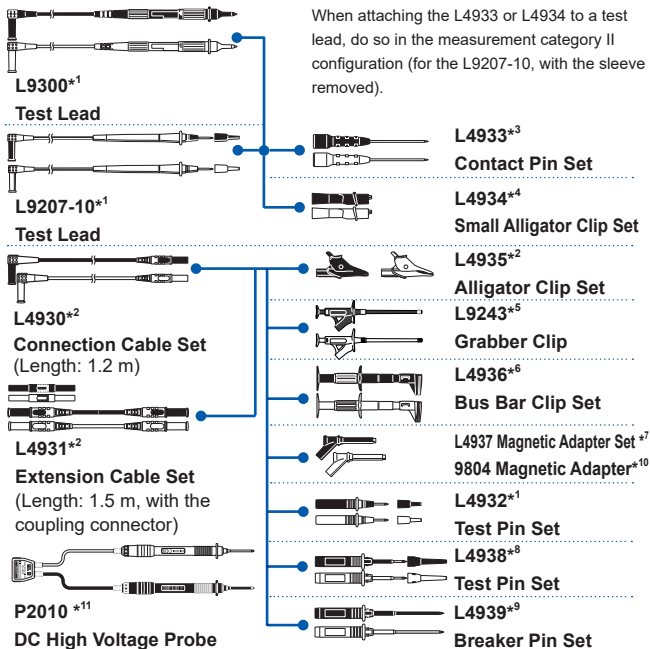 When attaching the L4933 or L4934 to a test
lead, do so in the measurement category II
configuration (for the L9207-10, with the sleeve
removed).
L9300*1
Test Lead
L9207-10*1
Test Lead
L4930*2
Connection Cable Set
(Length: 1.2 m)
L4931*2
Extension Cable Set
(Length: 1.5 m, with the
coupling connector)
P2010 *11
DC High Voltage Probe
L4933*3
Contact Pin Set
L4934*4
Small Alligator Clip Set
L4935*2
Alligator Clip Set
L9243*5
Grabber Clip
L4936*6
Bus Bar Clip Set
L4937 Magnetic Adapter Set *7
9804 Magnetic Adapter*10
L4932*1
Test Pin Set
L4938*8
Test Pin Set
L4939*9
Breaker Pin Set